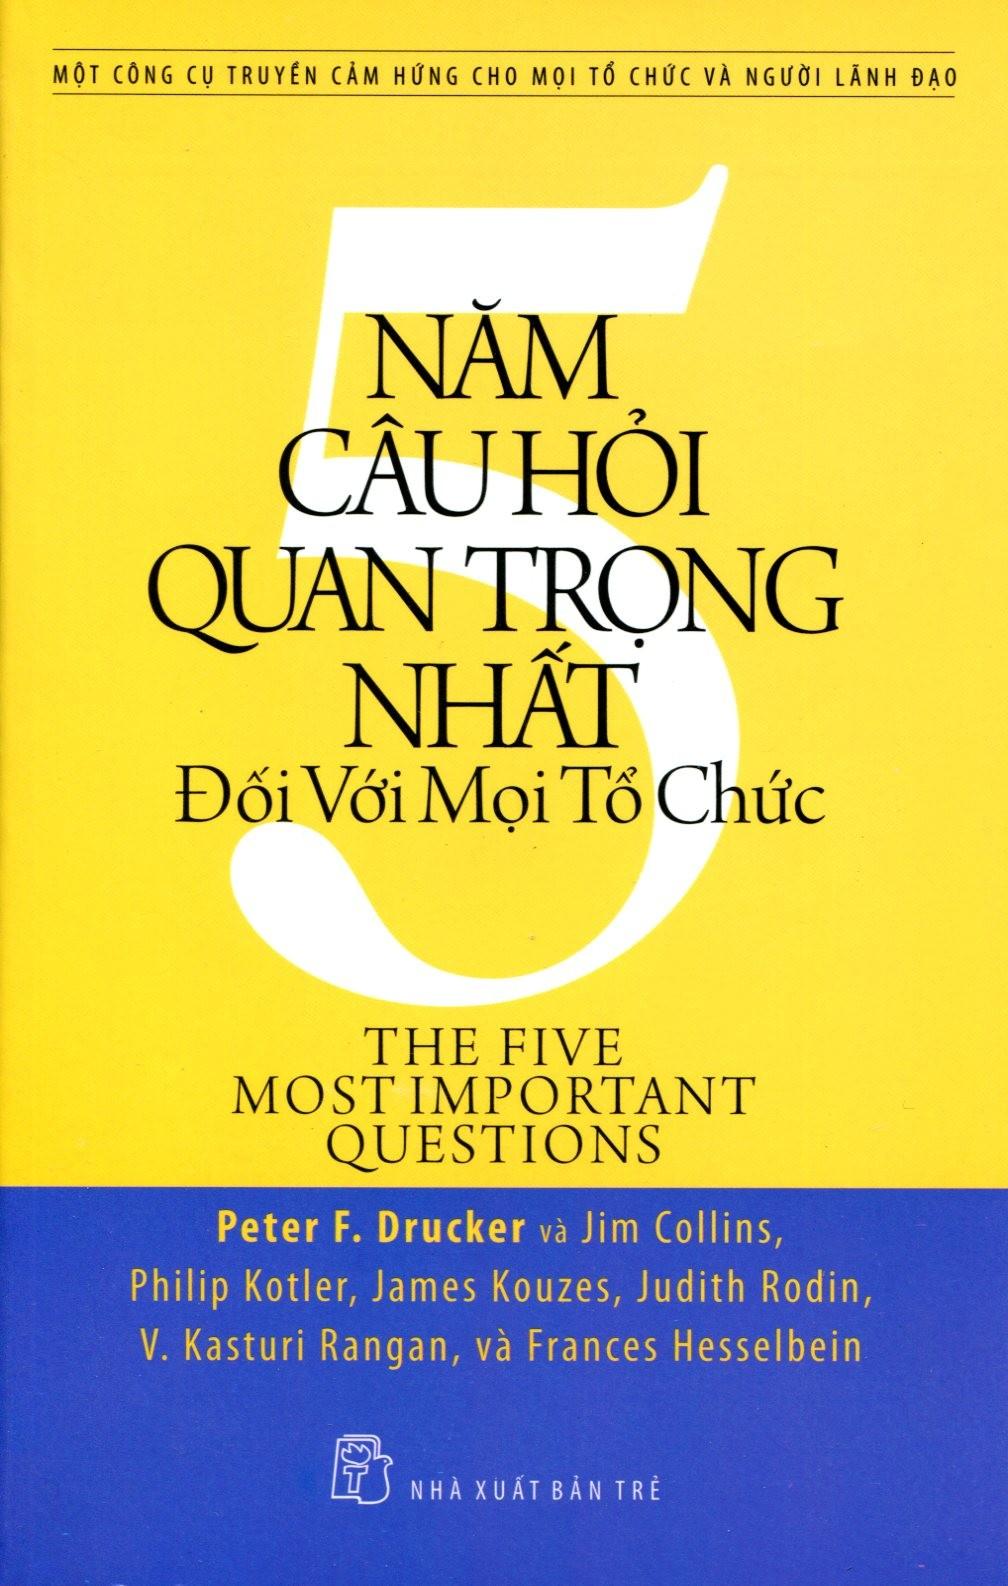 MỘT CÔNG CỤ TRUYỀN CẢM HỨNG CHO MỌI TỔ CHỨC VÀ NGƯỜI LÃNH ĐẠO
5
NĂM
CÂU HỎI
QUAN TRỌNG
NHẤT
Đối Với Mọi Tổ Chức
THE FIVE
MOST IMPORTANT
QUESTIONS
Peter F. Drucker và Jim Collins,
Philip Kotler, James Kouzes, Judith Rodin,
V. Kasturi Rangan, và Frances Hesselbein
T
NHÀ XUẤT BẢN TRẺ